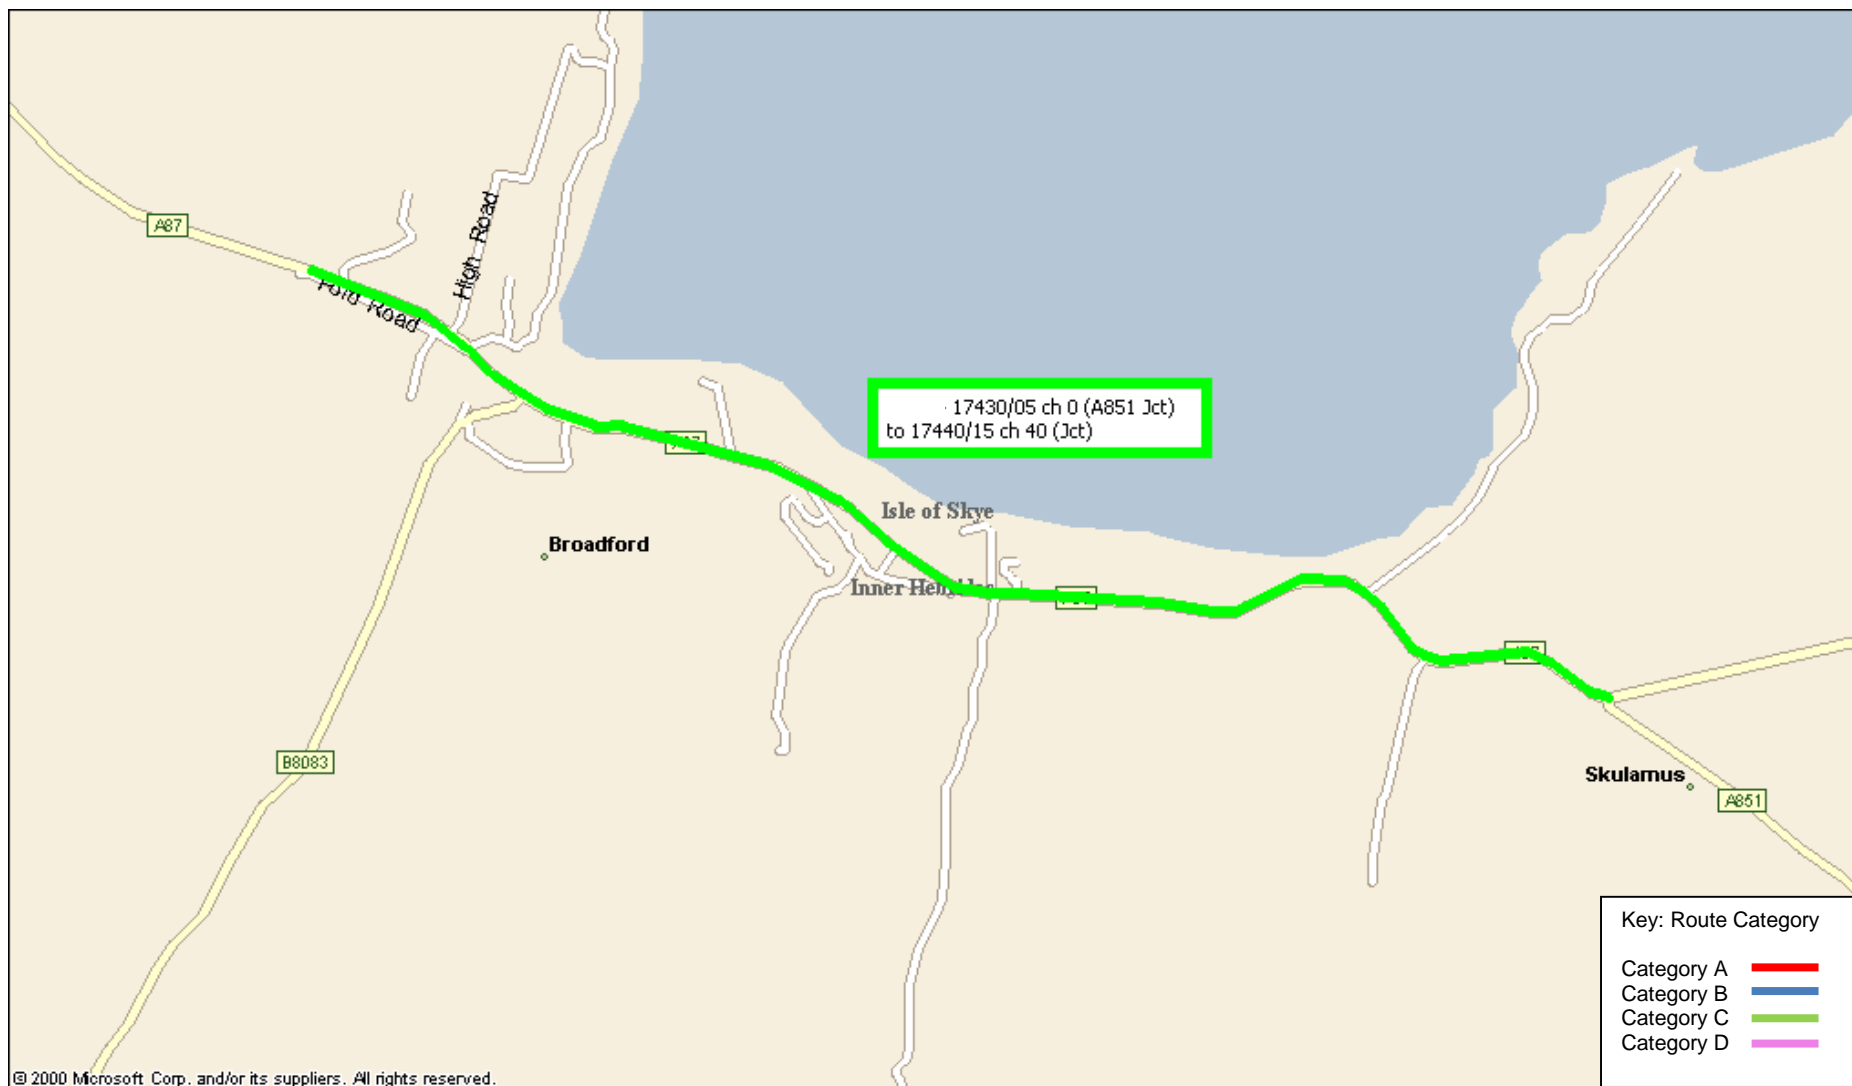 A87
High Road
Ford Road
17430/05 ch 0 (A851 Jct)
to 17440/15 ch 40 (Jct)
Isle of Skye
Broadford
Inner
B8083
Skulamus
A851
Key: Route Category
Category A
Category B
Category C
Category D
© 2000 Microsoft Corp. and/or its suppliers. All rights reserved.